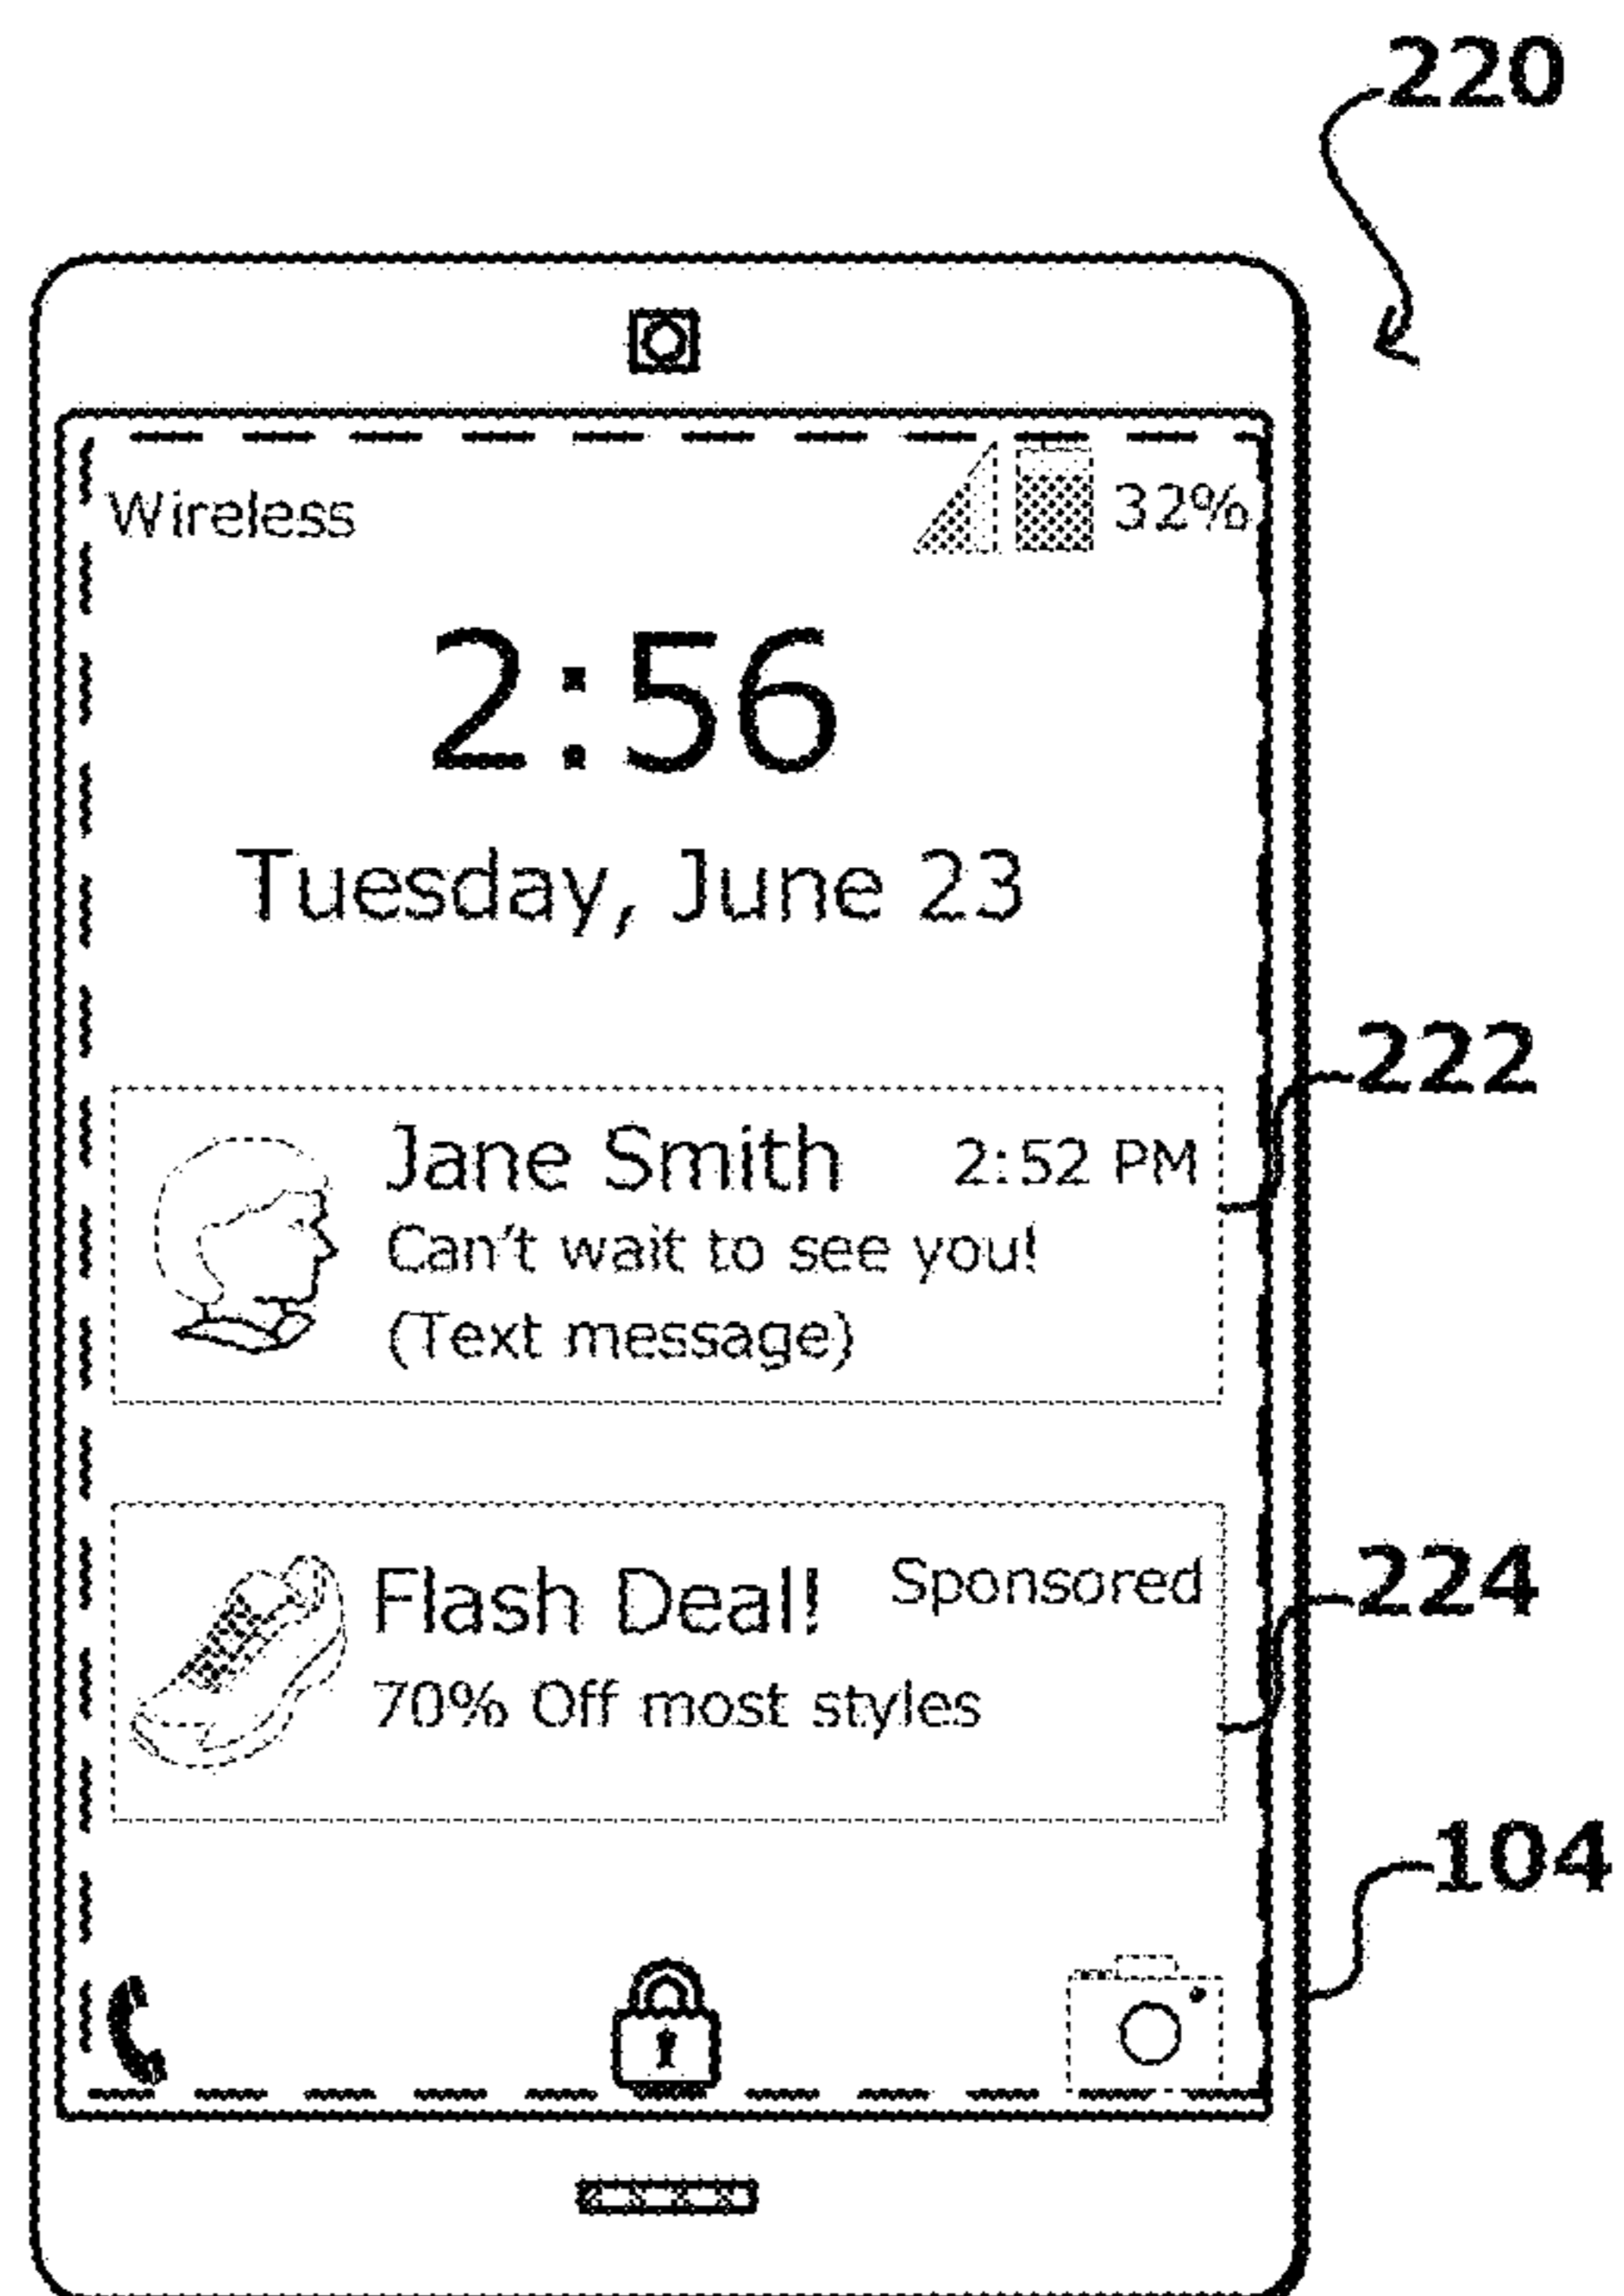 220
Wireless 32%
2:56
Tuesday, June 23
222
Jane Smith 2:52 PM
Can't wait to see you!
(Text message)
Flash Deal! Sponsored
224
70% Off most styles
104